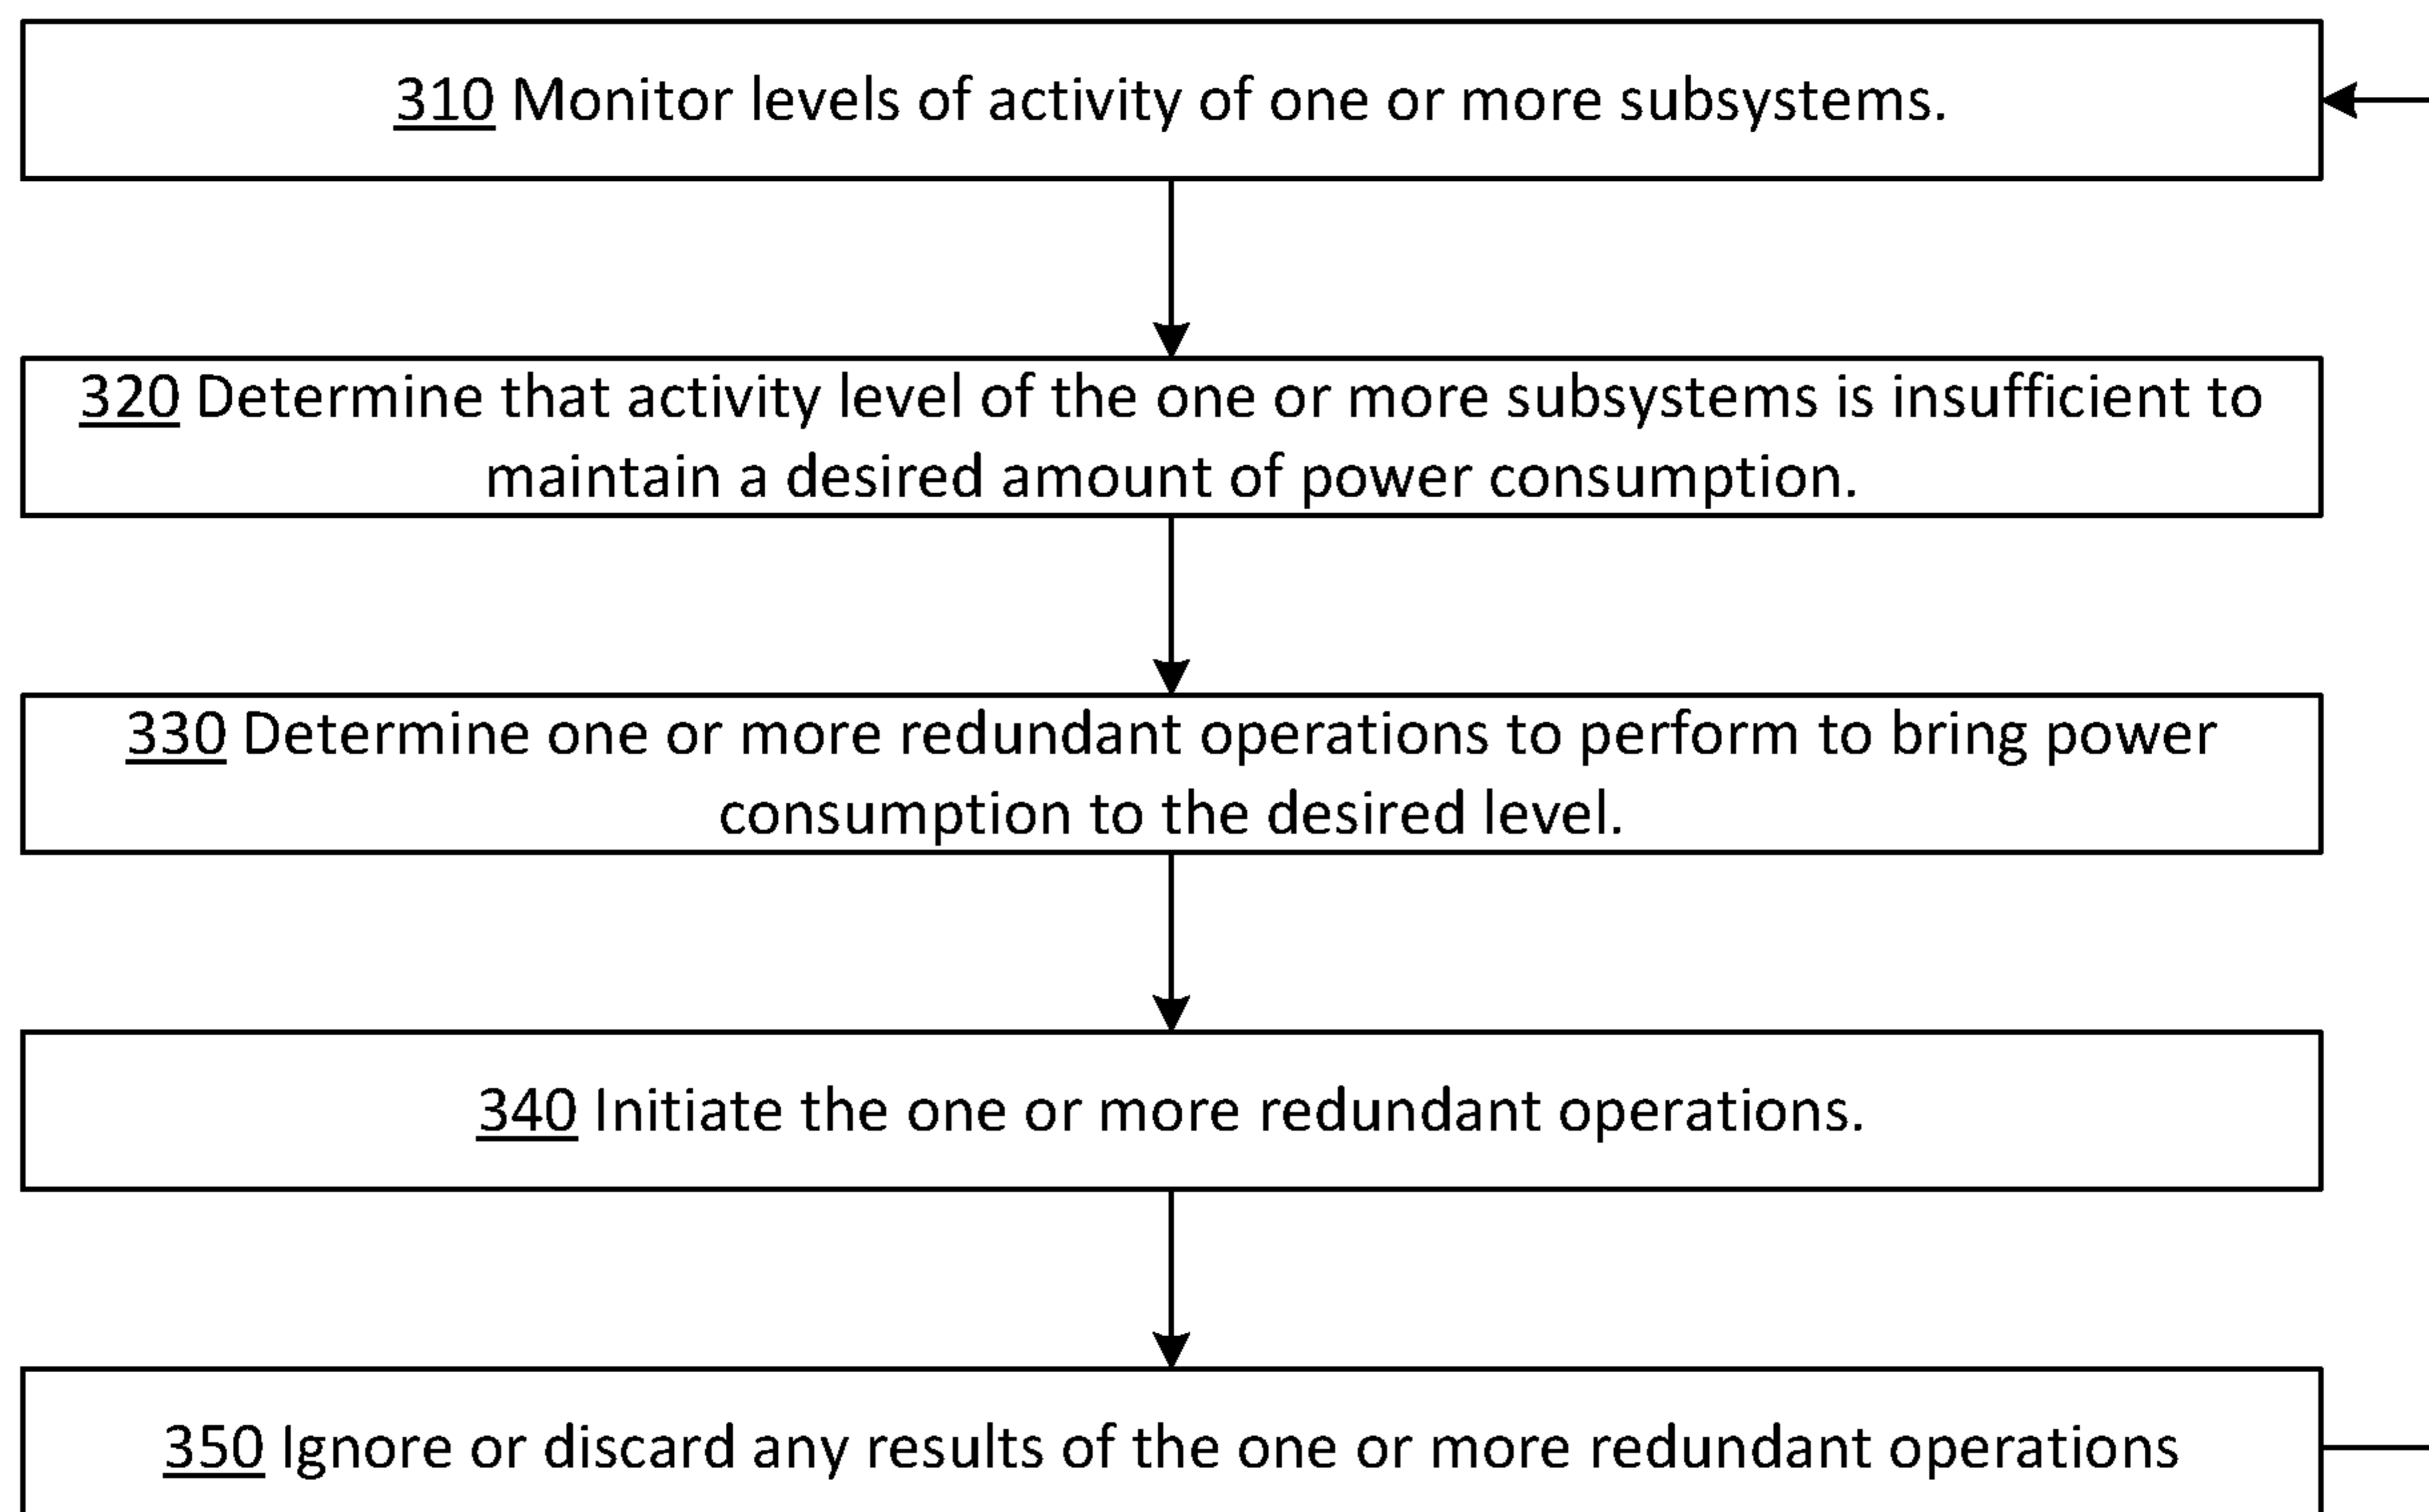 310 Monitor levels of activity of one or more subsystems.
320 Determine that activity level of the one or more subsystems is insufficient to
maintain a desired amount of power consumption.
330 Determine one or more redundant operations to perform to bring power
consumption to the desired level.
340 Initiate the one or more redundant operations.
350 Ignore or discard any results of the one or more redundant operations